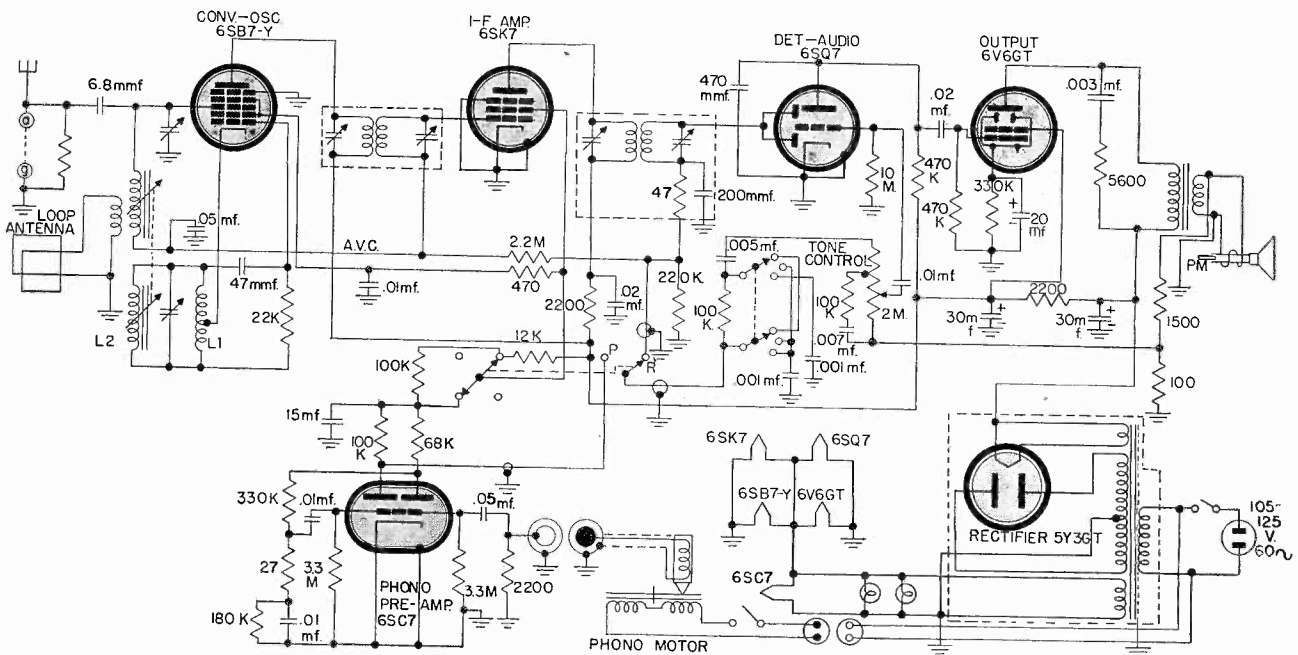 CONV.-OSC
6SB7-Y
I-F AMP.
6SK7
DET-AUDIO
6SQ7
OUTPUT
6V6GT
6.8mmf
470
mmf.
.02
mf.
.003 mf.
a
g
LOOP
ANTENNA
.05 mf.
A.V.C.
47mmf.
22K
L2
L1
.01mf.
2.2M
470
2200
.02
mf.
47
200mmf.
220K.
10
M.
470
K
470
K
330K
20
mf
5600
PM
.005mf.
TONE
CONTROL
100
K.
100
K
2M.
.01mf
.007
mf.
.001mf.
.001mf.
2200
30m
f
30m
f
1500
100
12K
P
R
100K
15mf
100
K
68K
330K
.01mf.
.05mf.
27
3.3
M
PHONO
PRE-AMP.
6SC7
3.3M
2200
180K
.01
mf.
6SK7
6SQ7
6SB7-Y
6V6GT
6SC7
PHONO MOTOR
RECTIFIER 5Y3GT
105-
125
V.
60~